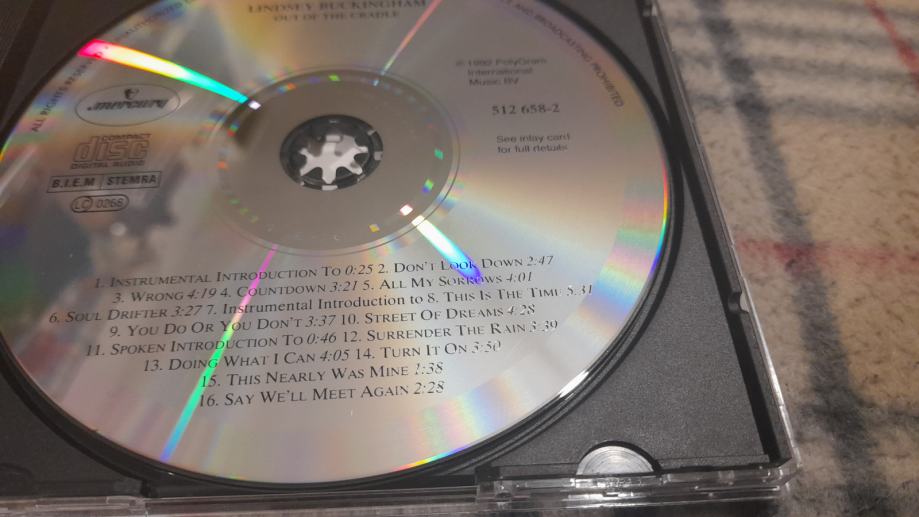 LINDSEY BUCKINGHAM
OUT OF THE CRADLE
ALL RIGHTS
AND BROADCASTING PROHIBITED
mercury
COMPACT
disc
DIGITAL AUDIO
B.I.E.M STEMRA
LC 0268
℗ 1992 PolyGram
International
Music BV
512 658-2
See inlay card
for full details
1. INSTRUMENTAL INTRODUCTION TO 0:25 2. DON'T LOOK DOWN 2:47
3. WRONG 4:19 4. COUNTDOWN 3:21 5. ALL MY SORROWS 4:01
6. SOUL DRIFTER 3:27 7. Instrumental Introduction to 8. THIS IS THE TIME 5:31
9. YOU DO OR YOU DON'T 3:37 10. STREET OF DREAMS 4:28
11. SPOKEN INTRODUCTION TO 0:46 12. SURRENDER THE RAIN 3:39
13. DOING WHAT I CAN 4:05 14. TURN IT ON 3:50
15. THIS NEARLY WAS MINE 1:38
16. SAY WE'LL MEET AGAIN 2:28